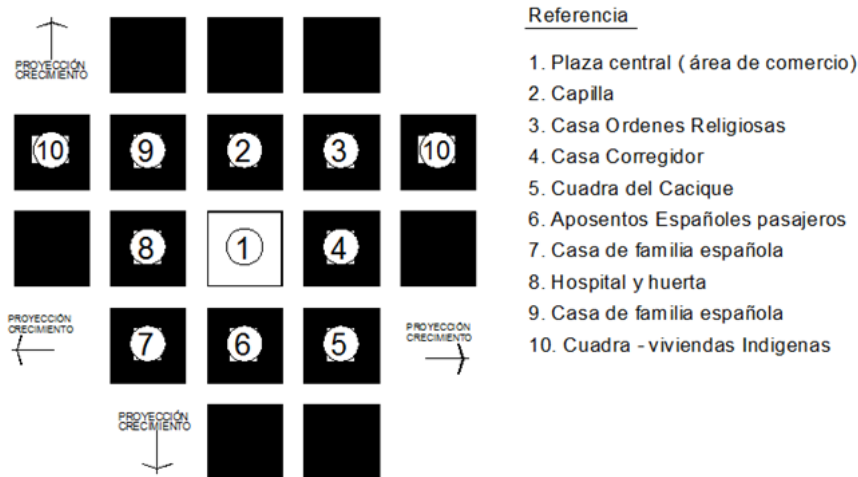 PROYECCIÓN
CRECIMIENTO
10
9
2
3
10
8
1
4
PROYECCIÓN
CRECIMIENTO
7
6
5
PROYECCIÓN
CRECIMIENTO
PROYECCIÓN
CRECIMIENTO
Referencia
1. Plaza central ( área de comercio)
2. Capilla
3. Casa Ordenes Religiosas
4. Casa Corregidor
5. Cuadra del Cacique
6. Aposentos Españoles pasajeros
7. Casa de familia española
8. Hospital y huerta
9. Casa de familia española
10. Cuadra - viviendas Indigenas